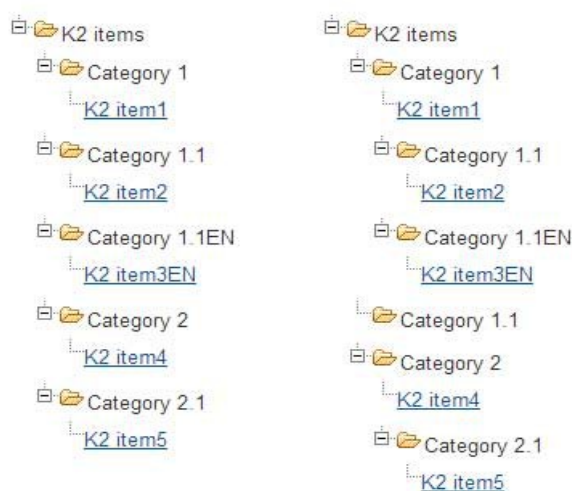 K2 items
Category 1
K2 item1
Category 1.1
K2 item2
Category 1.1EN
K2 item3EN
Category 2
K2 item4
Category 2.1
K2 item5
K2 items
Category 1
K2 item1
Category 1.1
K2 item2
Category 1.1EN
K2 item3EN
Category 1.1
Category 2
K2 item4
Category 2.1
K2 item5